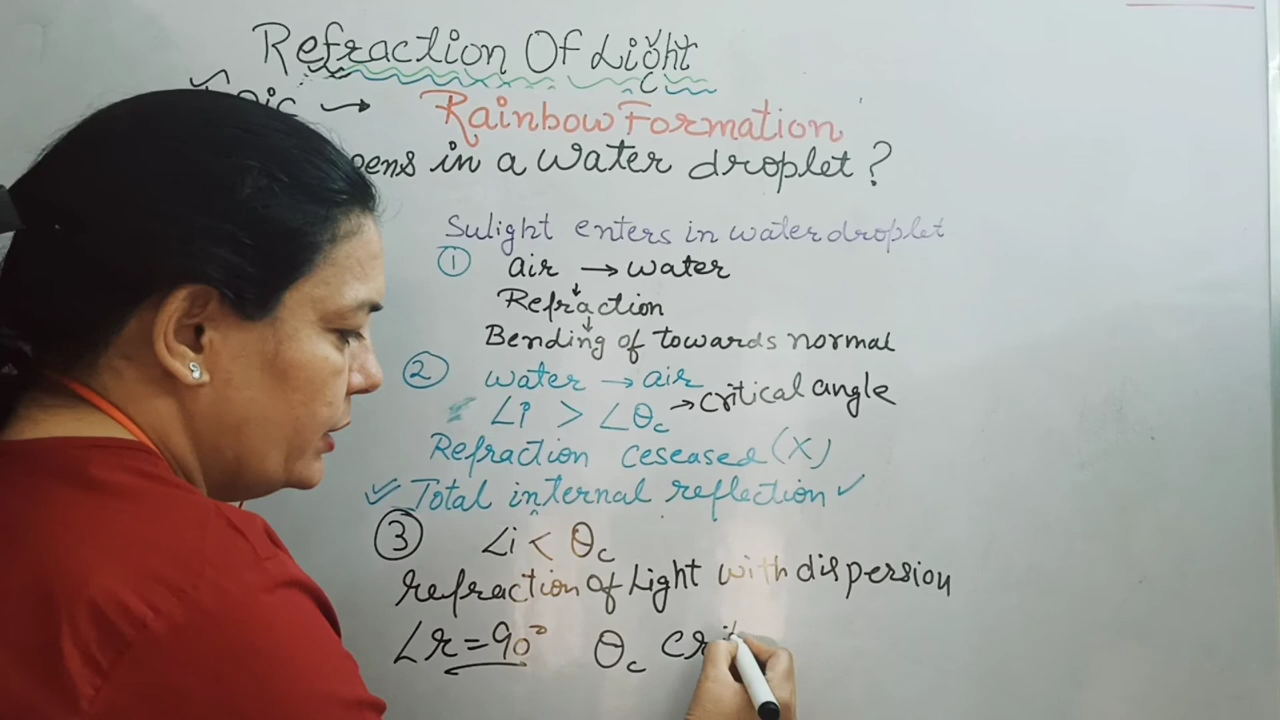 Refraction Of Light
→ Rainbow Formation
in a Water droplet ?
Sulight enters in water droplet
① air → water
↓
Refraction
↓
Bending of towards normal
② water → air
∠i > ∠θc → critical angle
Refraction ceseased (X)
✓ Total internal reflection ✓
③ ∠i < θc
refraction of Light with dispersion
∠r = 90° θc